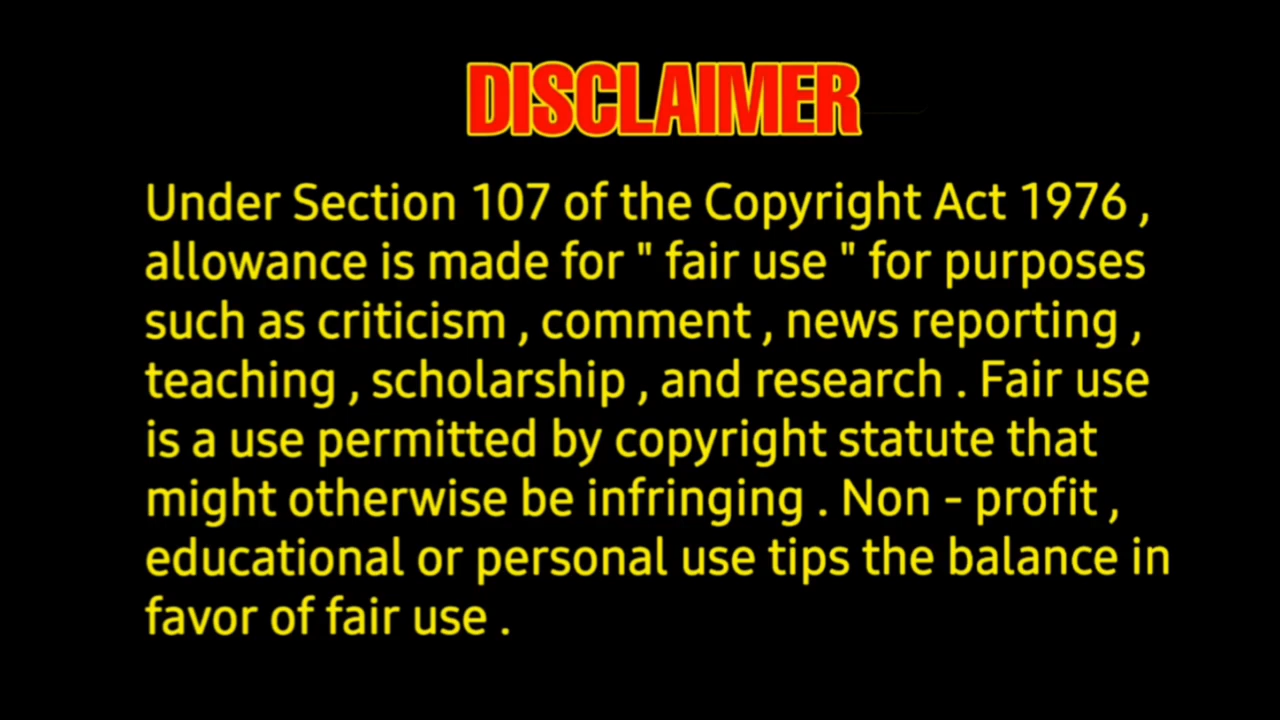 DISCLAIMER
Under Section 107 of the Copyright Act 1976 ,
allowance is made for " fair use " for purposes
such as criticism , comment , news reporting ,
teaching , scholarship , and research . Fair use
is a use permitted by copyright statute that
might otherwise be infringing . Non - profit ,
educational or personal use tips the balance in
favor of fair use .